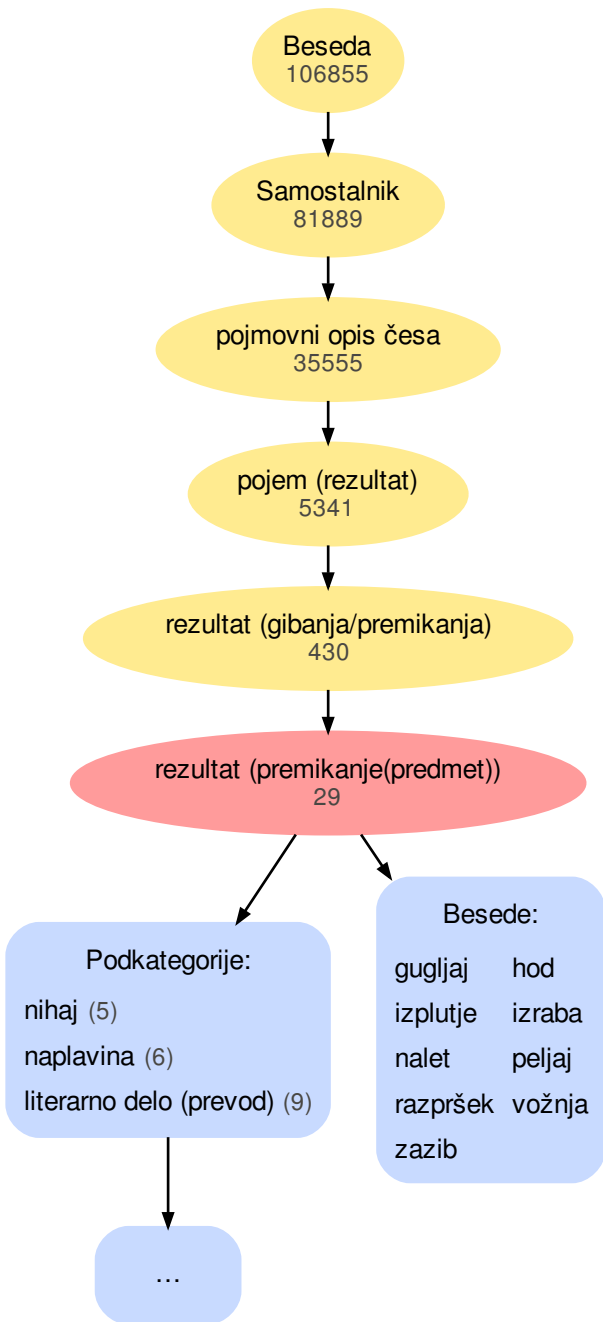 Beseda
106855
Samostalnik
81889
pojmovni opis česa
35555
pojem (rezultat)
5341
rezultat (gibanja/premikanja)
430
rezultat (premikanje(predmet))
29
Podkategorije:
nihaj (5)
naplavina (6)
literarno delo (prevod) (9)
Besede:
gugljaj hod
izplutje izraba
nalet peljaj
razpršek vožnja
zazib
...